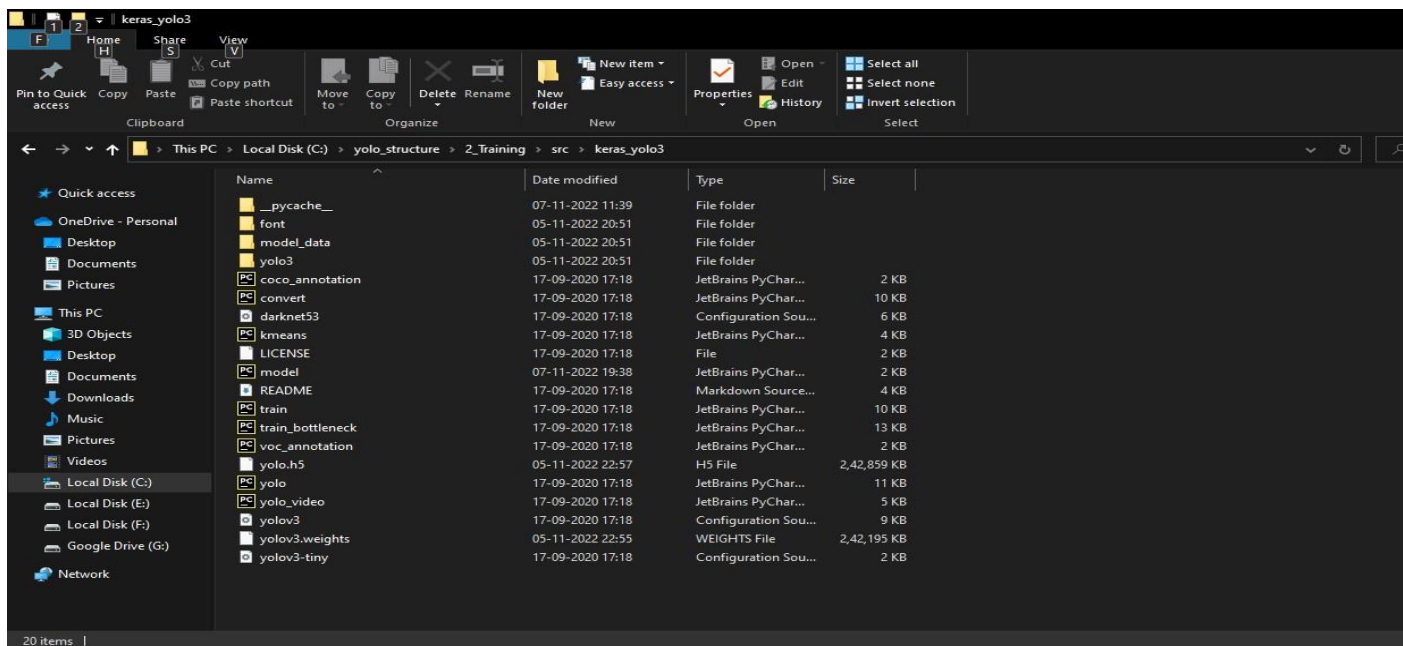 1 2 keras_yolo3
F Home Share View
H S V
Pin to Quick access
Copy
Paste
Cut
Copy path
Paste shortcut
Clipboard
Move to
Copy to
Delete
Rename
Organize
New folder
New item
Easy access
New
Properties
Open
Edit
History
Open
Select all
Select none
Invert selection
Select
This PC > Local Disk (C:) > yolo_structure > 2_Training > src > keras_yolo3
Quick access
OneDrive - Personal
Desktop
Documents
Pictures
This PC
3D Objects
Desktop
Documents
Downloads
Music
Pictures
Videos
Local Disk (C:)
Local Disk (E:)
Local Disk (F:)
Google Drive (G:)
Network
Name Date modified Type Size
__pycache__ 07-11-2022 11:39 File folder
font 05-11-2022 20:51 File folder
model_data 05-11-2022 20:51 File folder
yolo3 05-11-2022 20:51 File folder
PC coco_annotation 17-09-2020 17:18 JetBrains PyChar... 2 KB
PC convert 17-09-2020 17:18 JetBrains PyChar... 10 KB
darknet53 17-09-2020 17:18 Configuration Sou... 6 KB
PC kmeans 17-09-2020 17:18 JetBrains PyChar... 4 KB
LICENSE 17-09-2020 17:18 File 2 KB
PC model 07-11-2022 19:38 JetBrains PyChar... 2 KB
README 17-09-2020 17:18 Markdown Source... 4 KB
PC train 17-09-2020 17:18 JetBrains PyChar... 10 KB
PC train_bottleneck 17-09-2020 17:18 JetBrains PyChar... 13 KB
PC voc_annotation 17-09-2020 17:18 JetBrains PyChar... 2 KB
yolo.h5 05-11-2022 22:57 H5 File 2,42,859 KB
PC yolo 17-09-2020 17:18 JetBrains PyChar... 11 KB
PC yolo_video 17-09-2020 17:18 JetBrains PyChar... 5 KB
yolov3 17-09-2020 17:18 Configuration Sou... 9 KB
yolov3.weights 05-11-2022 22:55 WEIGHTS File 2,42,195 KB
yolov3-tiny 17-09-2020 17:18 Configuration Sou... 2 KB
20 items